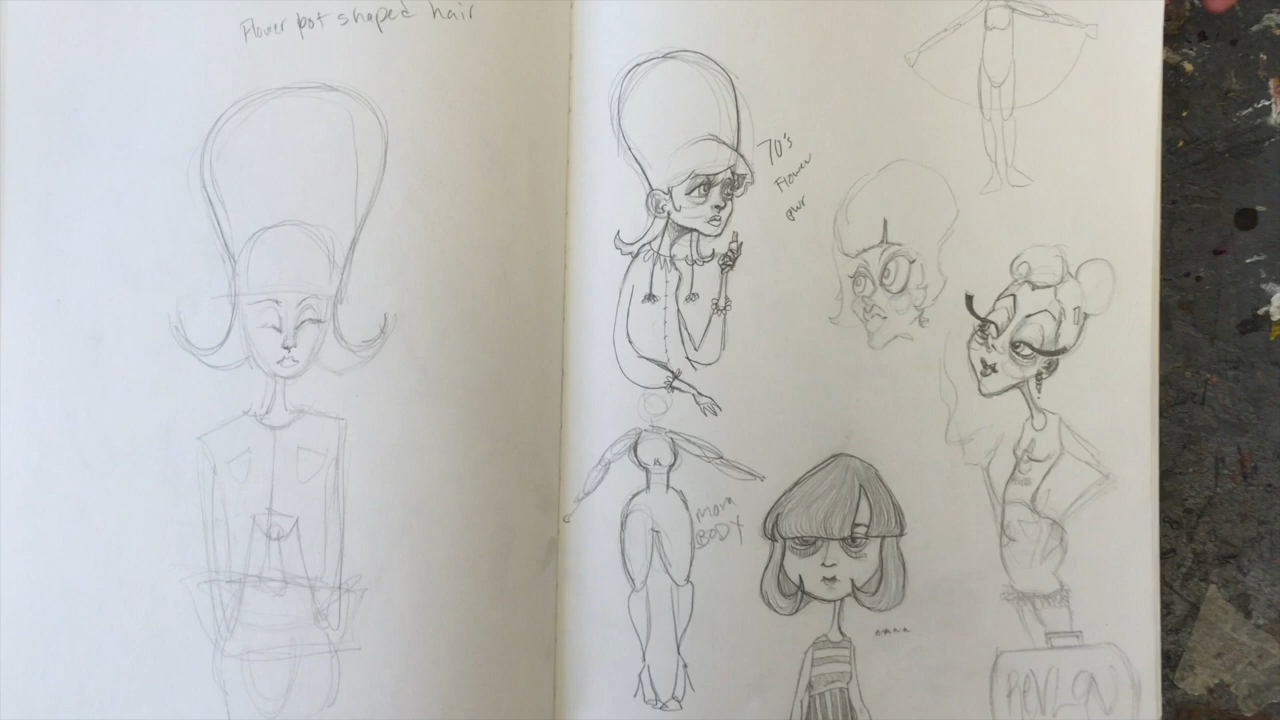 Flower pot shaped hair
70's
Flower
pwr
mom
BODY
REVLON